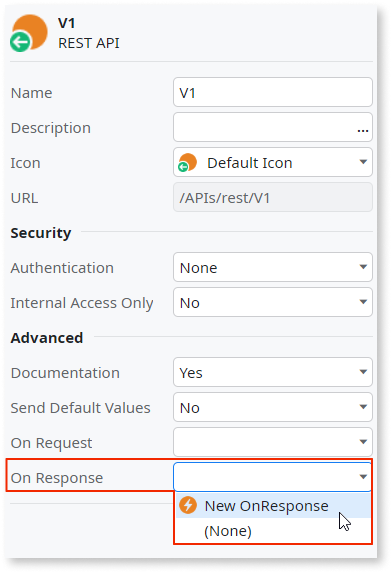 V1
REST API
Name V1
Description ...
Icon Default Icon
URL /APIs/rest/V1
Security
Authentication None
Internal Access Only No
Advanced
Documentation Yes
Send Default Values No
On Request
On Response
New OnResponse
(None)